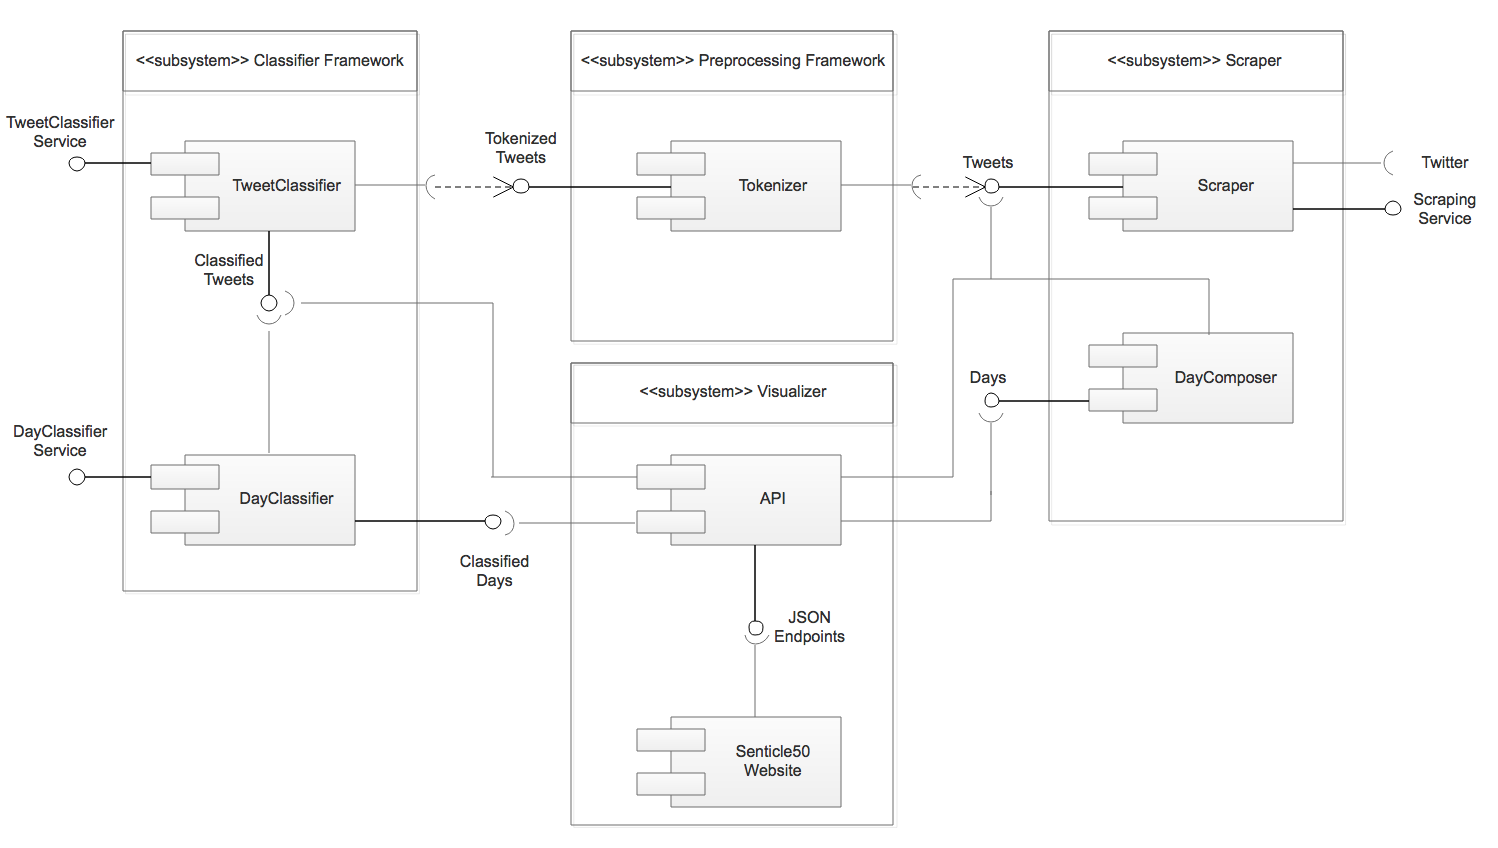 <<subsystem>> Classifier Framework
<<subsystem>> Preprocessing Framework
<<subsystem>> Scraper
TweetClassifier
Service
TweetClassifier
Tokenized
Tweets
Tokenizer
Tweets
Scraper
Twitter
Scraping
Service
Classified
Tweets
<<subsystem>> Visualizer
Days
DayComposer
DayClassifier
Service
DayClassifier
API
Classified
Days
JSON
Endpoints
Senticle50
Website